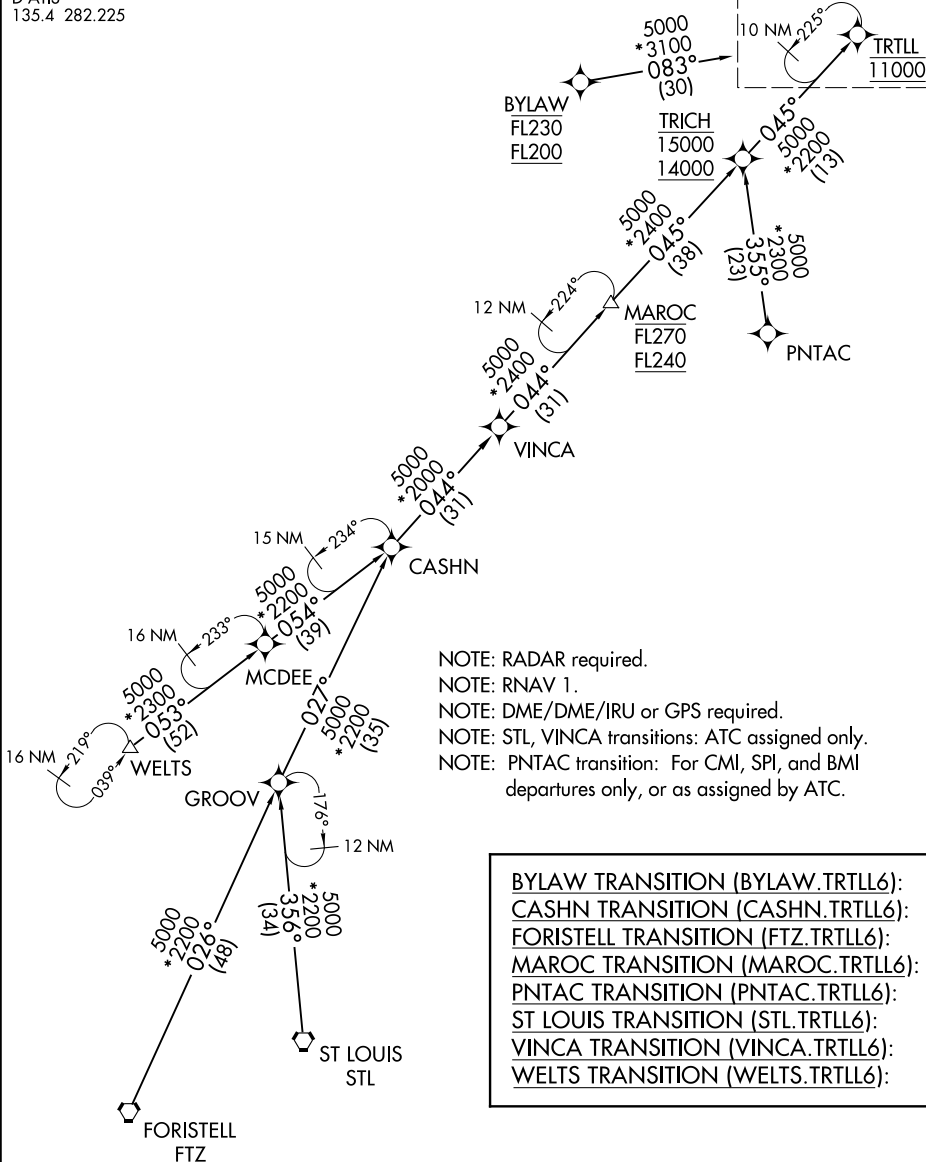 135.4 282.225
5000
*3100
083°
(30)
BYLAW
FL230
FL200
10 NM
225°
TRTLL
11000
TRICH
15000
14000
045°
5000
*2200
(13)
5000
*2400
045°
(38)
5000
*2300
355°
(23)
PNTAC
12 NM
224°
MAROC
FL270
FL240
5000
*2400
044°
(31)
VINCA
5000
*2000
044°
(31)
15 NM
234°
CASHN
5000
*2200
054°
(39)
16 NM
233°
MCDEE
5000
*2300
053°
(52)
16 NM
219°
039°
WELTS
027°
5000
*2200
(35)
GROOV
176°
12 NM
5000
*2200
356°
(34)
5000
*2200
026°
(48)
ST LOUIS
STL
FORISTELL
FTZ
NOTE: RADAR required.
NOTE: RNAV 1.
NOTE: DME/DME/IRU or GPS required.
NOTE: STL, VINCA transitions: ATC assigned only.
NOTE: PNTAC transition: For CMI, SPI, and BMI
departures only, or as assigned by ATC.
BYLAW TRANSITION (BYLAW.TRTLL6):
CASHN TRANSITION (CASHN.TRTLL6):
FORISTELL TRANSITION (FTZ.TRTLL6):
MAROC TRANSITION (MAROC.TRTLL6):
PNTAC TRANSITION (PNTAC.TRTLL6):
ST LOUIS TRANSITION (STL.TRTLL6):
VINCA TRANSITION (VINCA.TRTLL6):
WELTS TRANSITION (WELTS.TRTLL6):